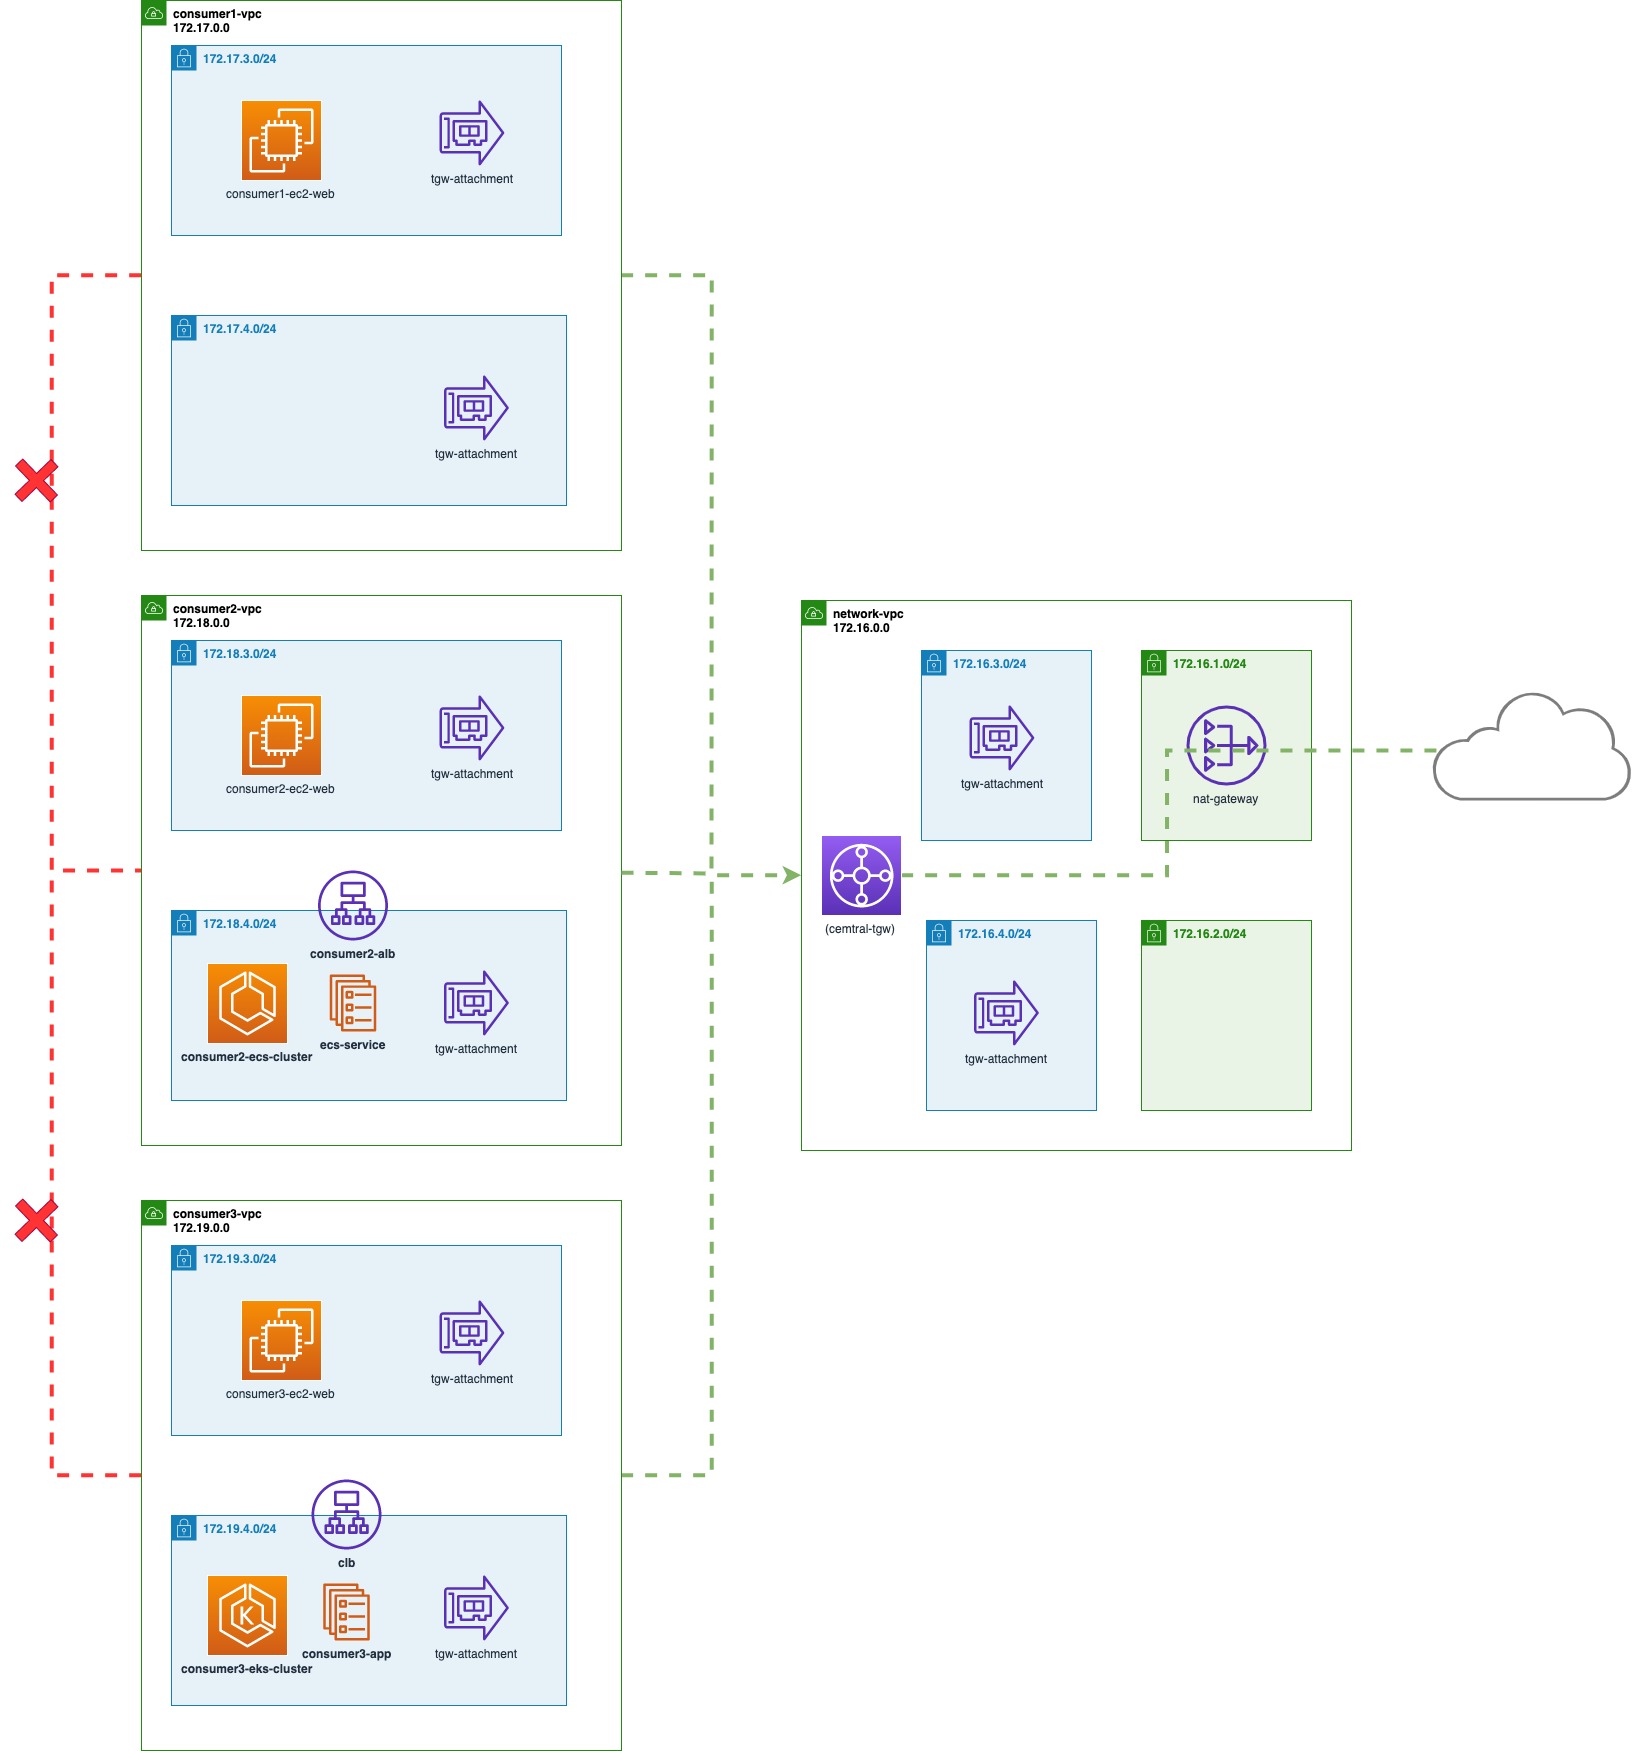 consumer1-vpc
172.17.0.0
172.17.3.0/24
consumer1-ec2-web
tgw-attachment
172.17.4.0/24
tgw-attachment
consumer2-vpc
172.18.0.0
172.18.3.0/24
consumer2-ec2-web
tgw-attachment
172.18.4.0/24
consumer2-alb
consumer2-ecs-cluster
ecs-service
tgw-attachment
consumer3-vpc
172.19.0.0
172.19.3.0/24
consumer3-ec2-web
tgw-attachment
172.19.4.0/24
clb
K
consumer3-eks-cluster
consumer3-app
tgw-attachment
network-vpc
172.16.0.0
172.16.3.0/24
tgw-attachment
172.16.1.0/24
nat-gateway
(cemtral-tgw)
172.16.4.0/24
tgw-attachment
172.16.2.0/24